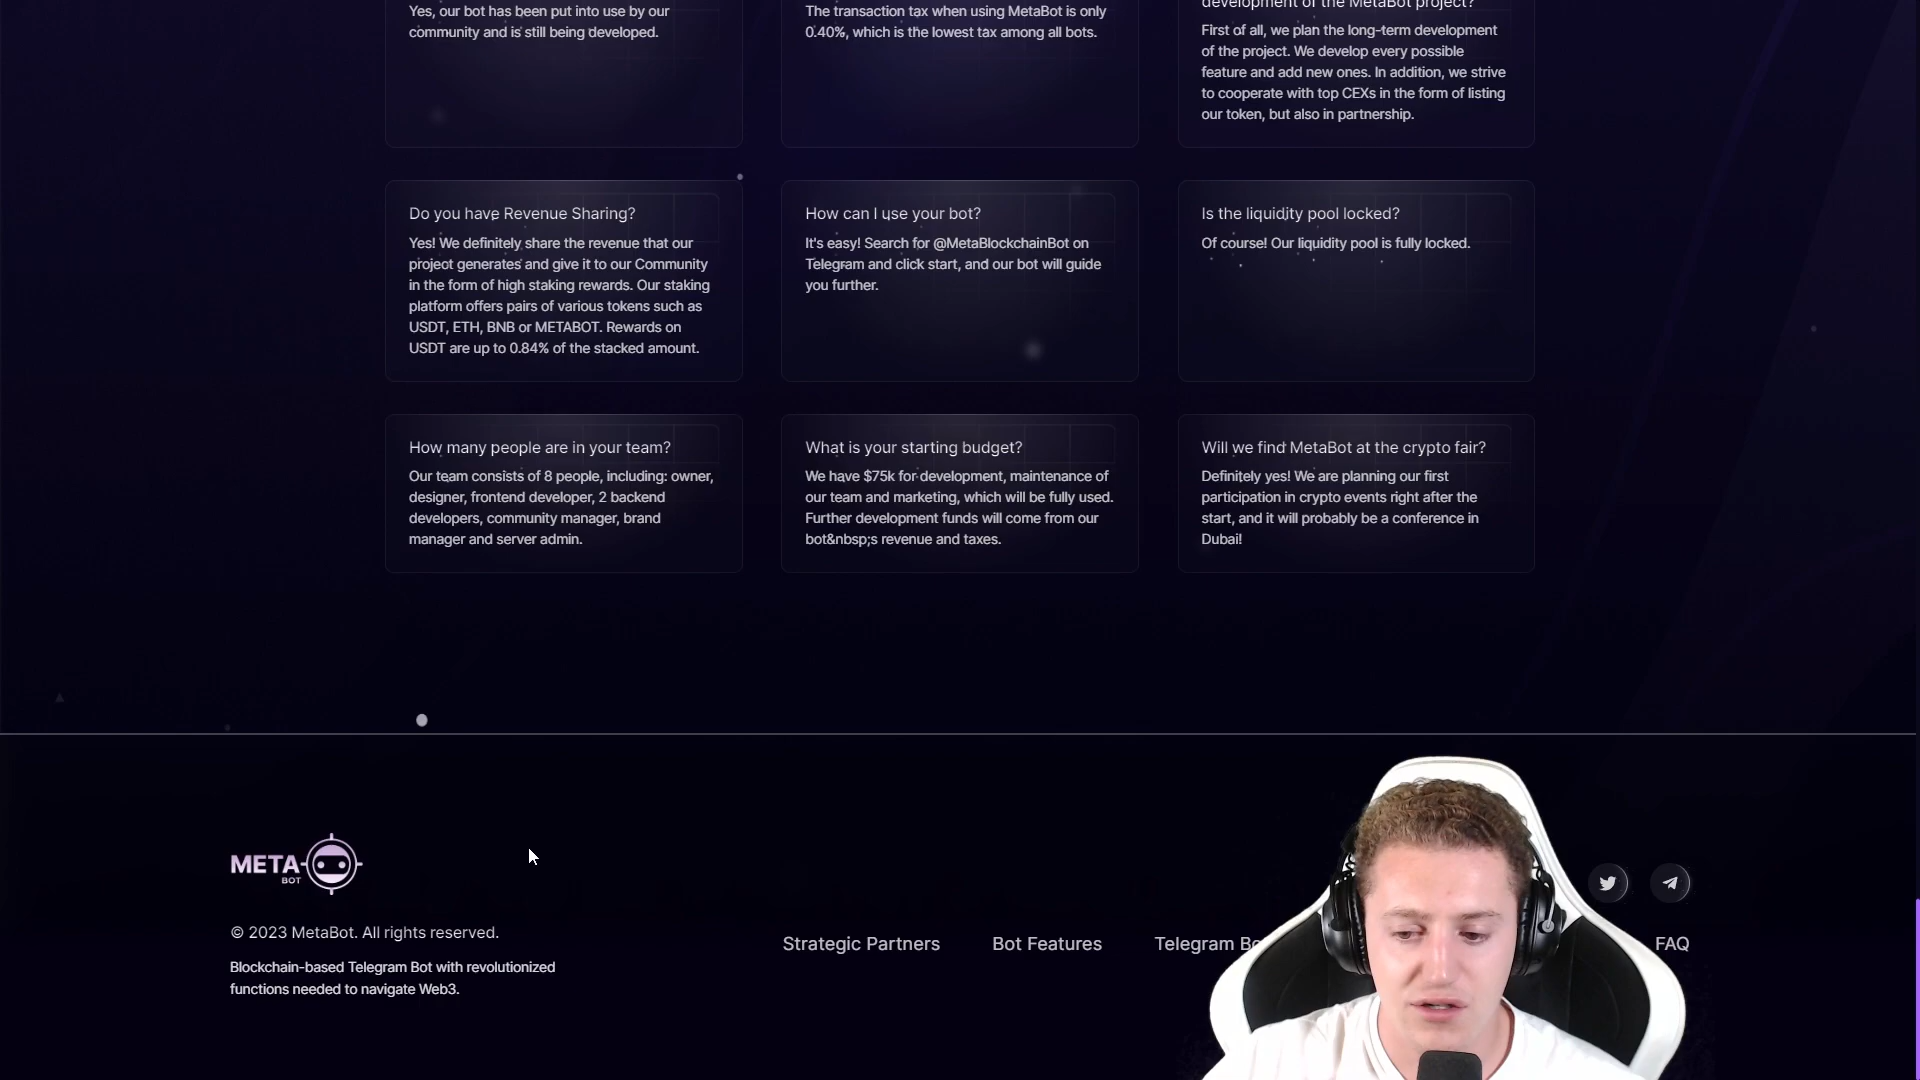 Yes, our bot has been put into use by our
community and is still being developed.
The transaction tax when using MetaBot is only
0.40%, which is the lowest tax among all bots.
development of the MetaBot project?
First of all, we plan the long-term development
of the project. We develop every possible
feature and add new ones. In addition, we strive
to cooperate with top CEXs in the form of listing
our token, but also in partnership.
Do you have Revenue Sharing?
Yes! We definitely share the revenue that our
project generates and give it to our Community
in the form of high staking rewards. Our staking
platform offers pairs of various tokens such as
USDT, ETH, BNB or METABOT. Rewards on
USDT are up to 0.84% of the stacked amount.
How can I use your bot?
It's easy! Search for @MetaBlockchainBot on
Telegram and click start, and our bot will guide
you further.
Is the liquidity pool locked?
Of course! Our liquidity pool is fully locked.
How many people are in your team?
Our team consists of 8 people, including: owner,
designer, frontend developer, 2 backend
developers, community manager, brand
manager and server admin.
What is your starting budget?
We have $75k for development, maintenance of
our team and marketing, which will be fully used.
Further development funds will come from our
bot&nbsp;s revenue and taxes.
Will we find MetaBot at the crypto fair?
Definitely yes! We are planning our first
participation in crypto events right after the
start, and it will probably be a conference in
Dubai!
META
BOT
© 2023 MetaBot. All rights reserved.
Blockchain-based Telegram Bot with revolutionized
functions needed to navigate Web3.
Strategic Partners
Bot Features
Telegram Bo
FAQ